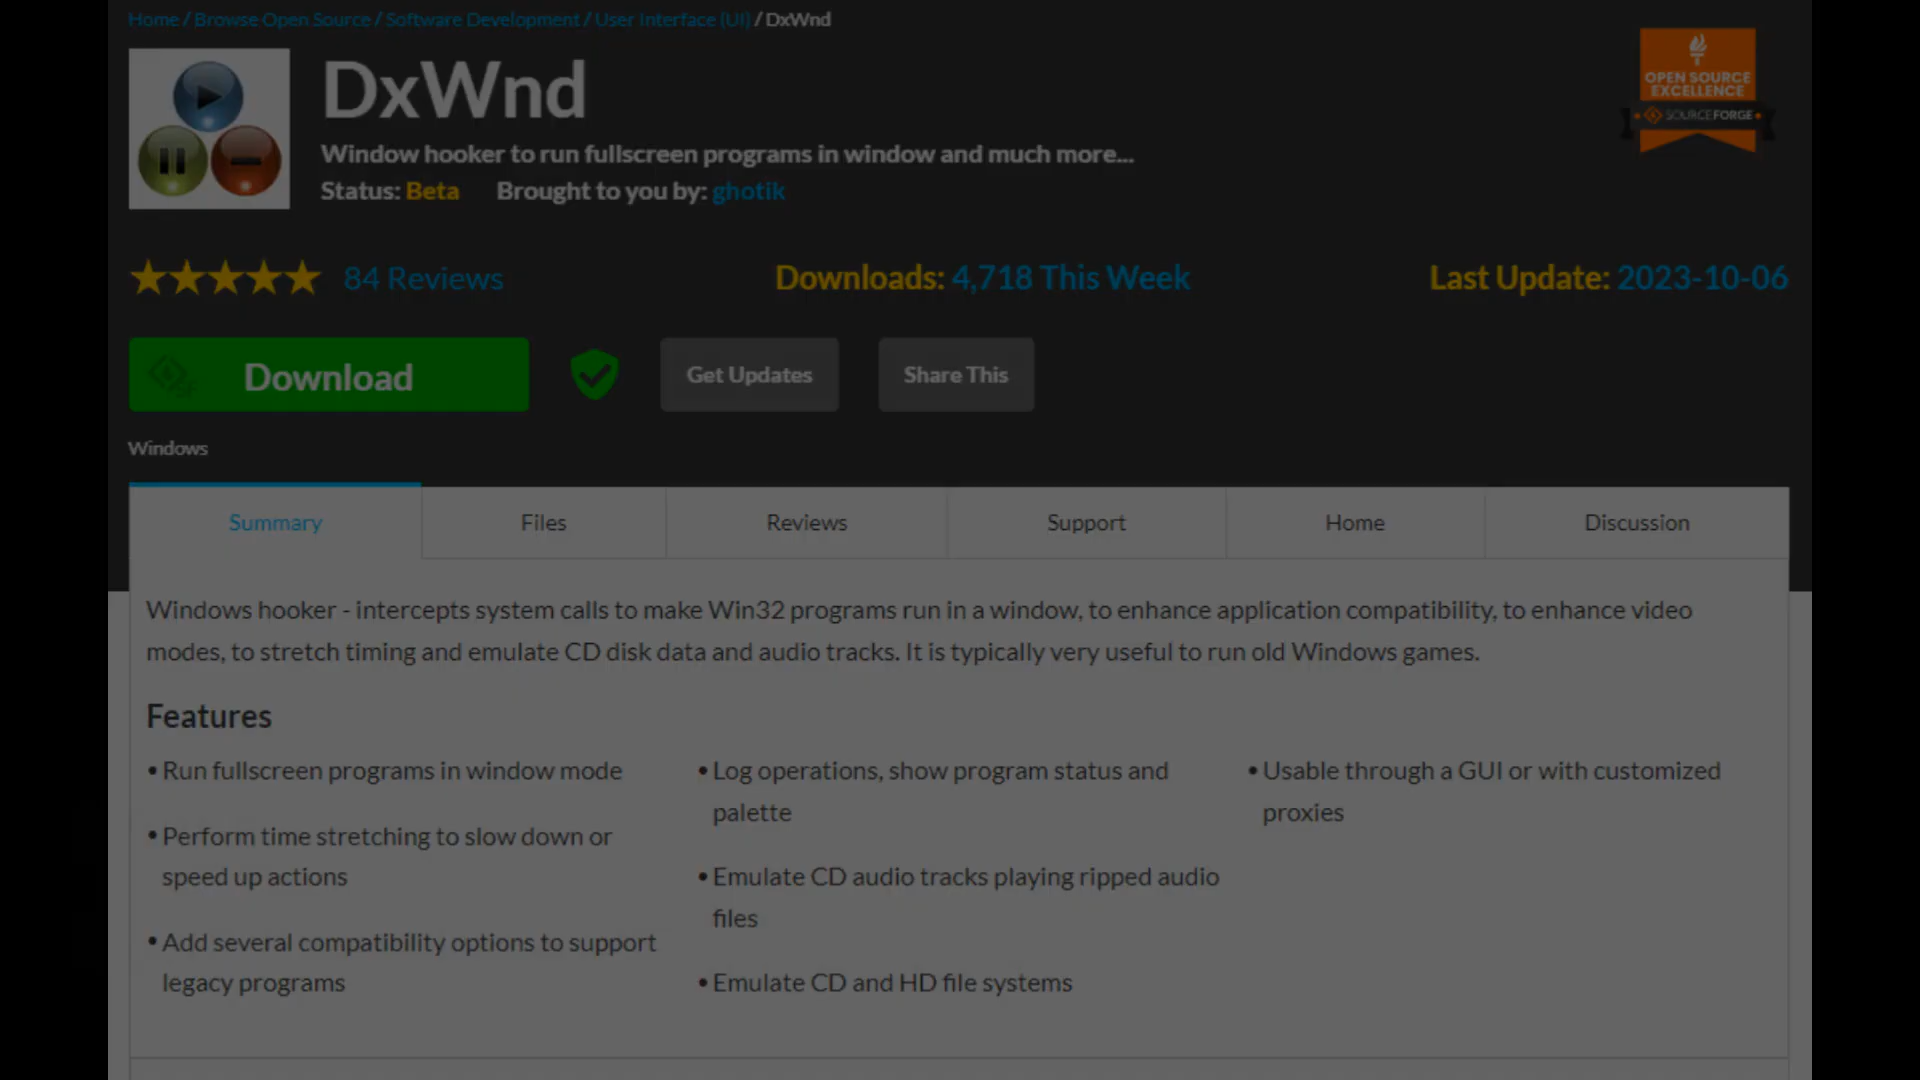 Home / Browse Open Source / Software Development / User Interface (UI) / DxWnd
DxWnd
Window hooker to run fullscreen programs in window and much more...
Status: Beta Brought to you by: ghotik
OPEN SOURCE
EXCELLENCE
SOURCEFORGE
84 Reviews
Downloads: 4,718 This Week
Last Update: 2023-10-06
Download
Get Updates
Share This
Windows
Summary
Files
Reviews
Support
Home
Discussion
Windows hooker - intercepts system calls to make Win32 programs run in a window, to enhance application compatibility, to enhance video
modes, to stretch timing and emulate CD disk data and audio tracks. It is typically very useful to run old Windows games.
Features
• Run fullscreen programs in window mode
• Perform time stretching to slow down or
speed up actions
• Add several compatibility options to support
legacy programs
• Log operations, show program status and
palette
• Emulate CD audio tracks playing ripped audio
files
• Emulate CD and HD file systems
• Usable through a GUI or with customized
proxies